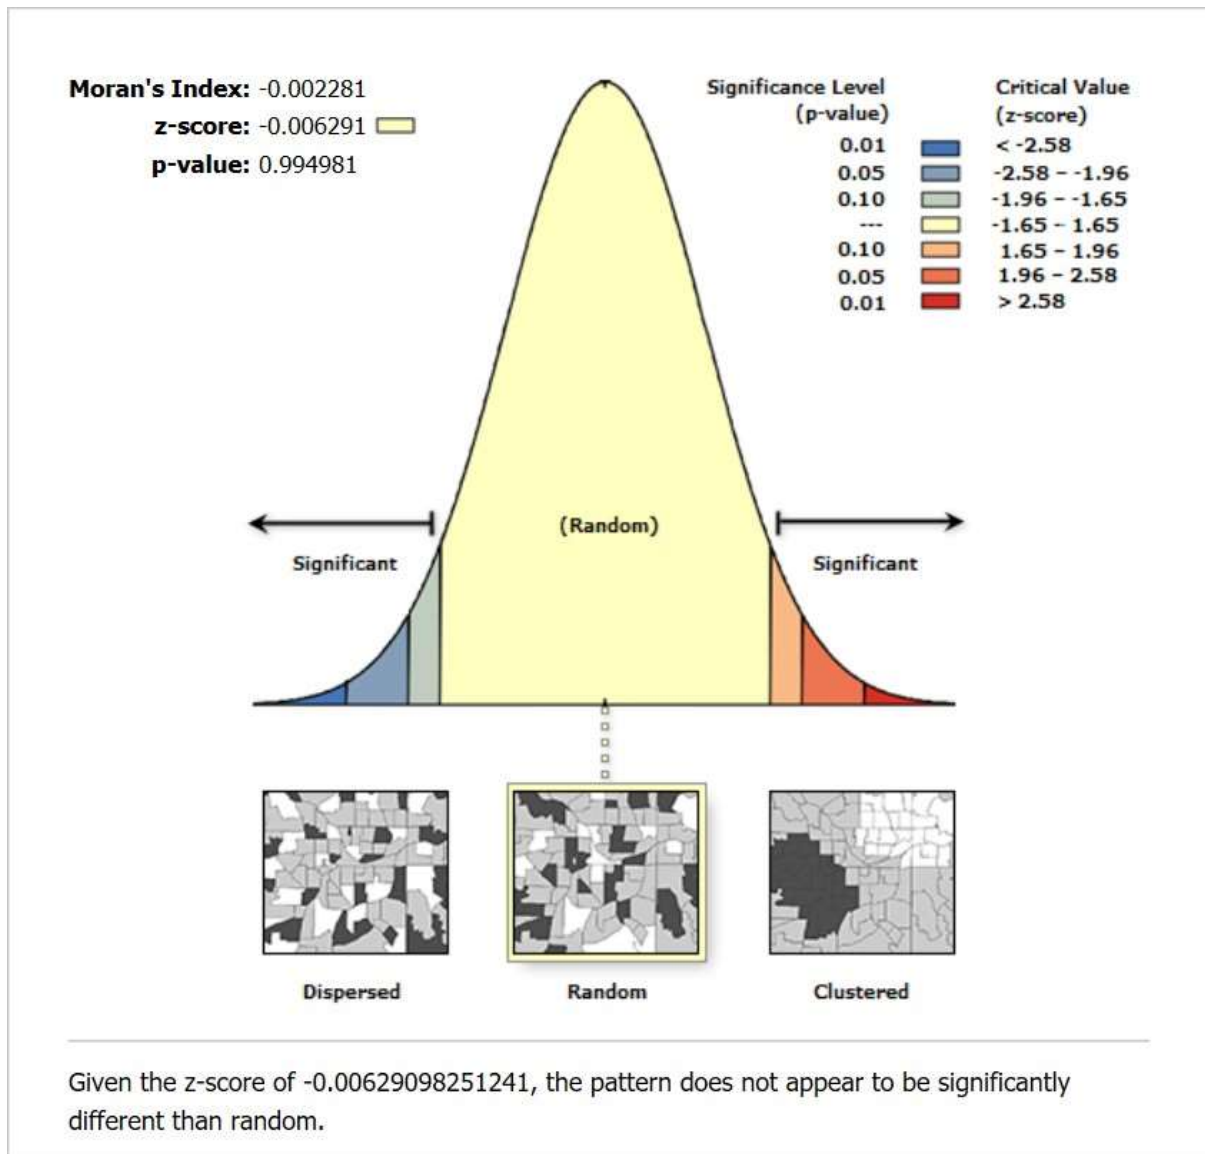 Moran's Index: -0.002281
z-score: -0.006291
p-value: 0.994981
Significance Level
(p-value)
Critical Value
(z-score)
0.01 < -2.58
0.05 -2.58 – -1.96
0.10 -1.96 – -1.65
--- -1.65 – 1.65
0.10 1.65 – 1.96
0.05 1.96 – 2.58
0.01 > 2.58
(Random)
Significant
Significant
Dispersed
Random
Clustered
Given the z-score of -0.00629098251241, the pattern does not appear to be significantly
different than random.